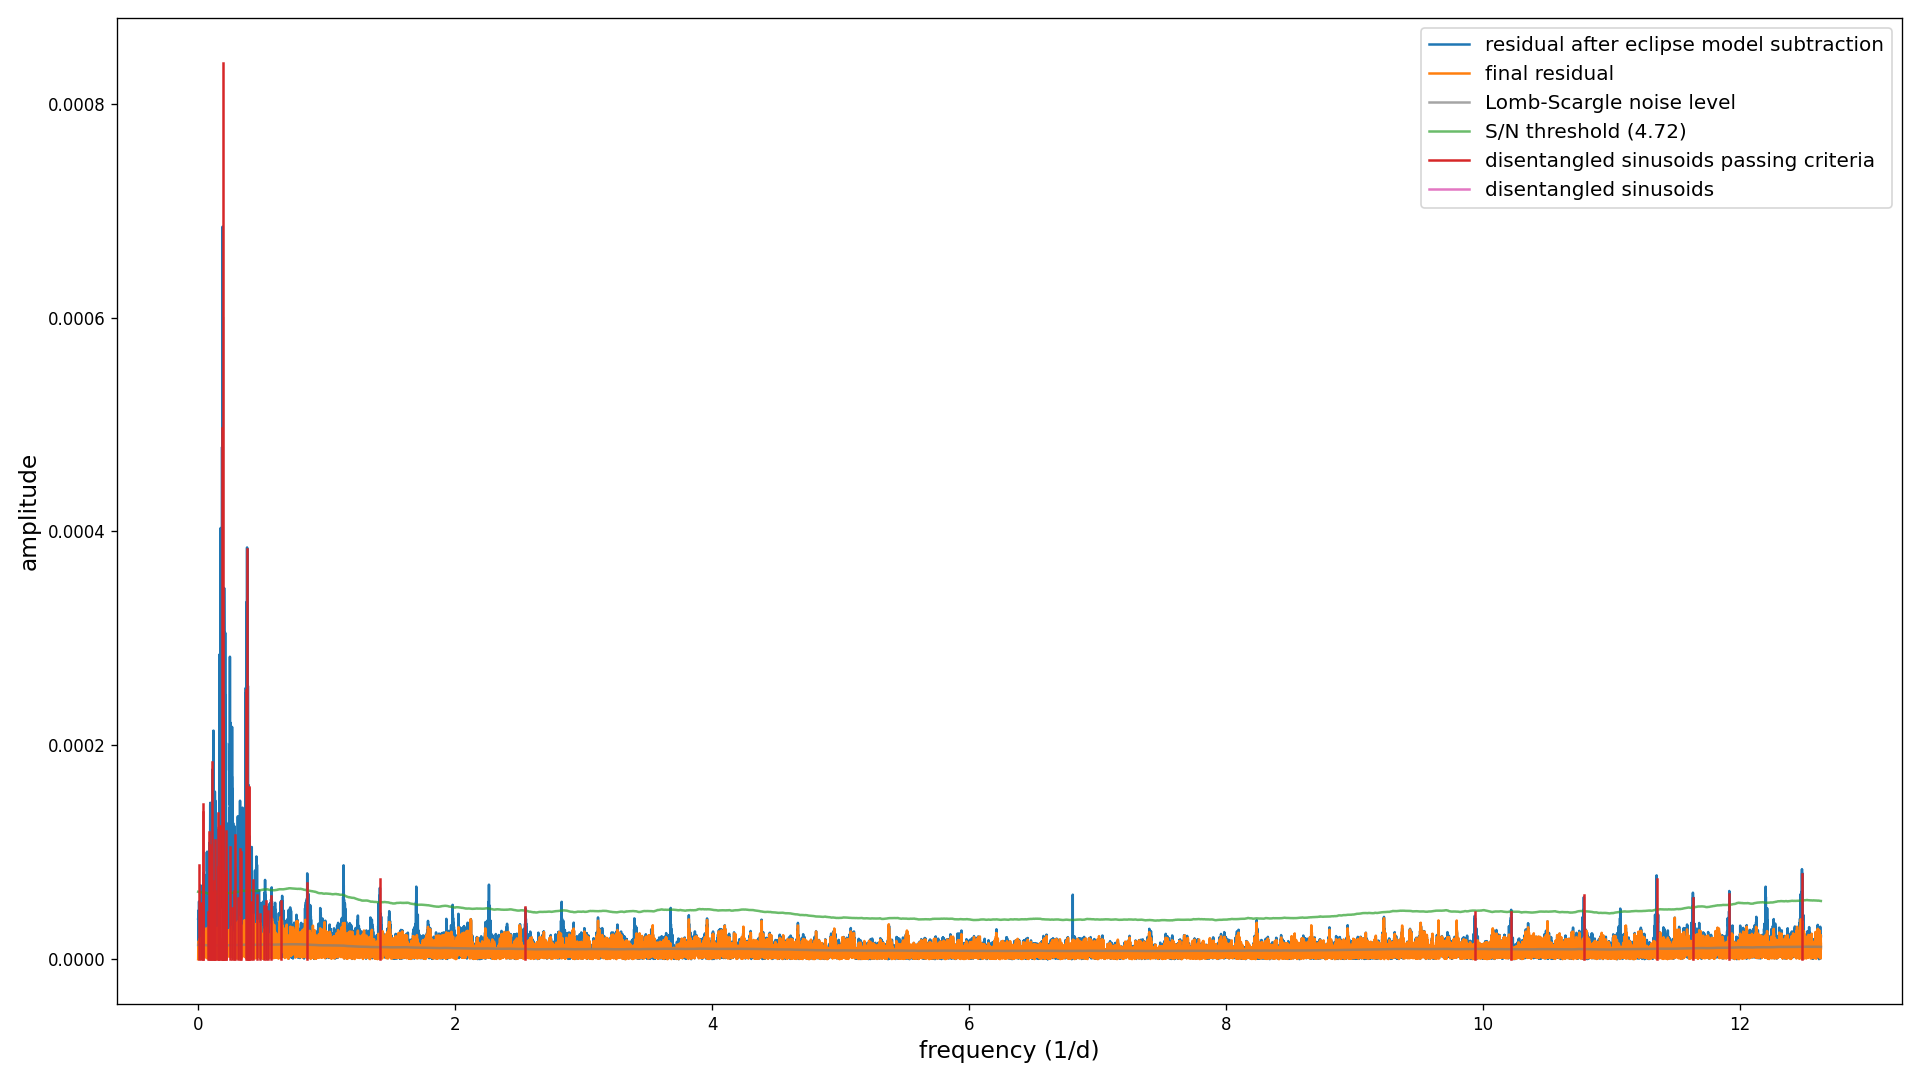 residual after eclipse model subtraction
final residual
Lomb-Scargle noise level
S/N threshold (4.72)
disentangled sinusoids passing criteria
disentangled sinusoids
0.0008
0.0006
0.0004
0.0002
0.0000
amplitude
0 2 4 6 8 10 12
frequency (1/d)